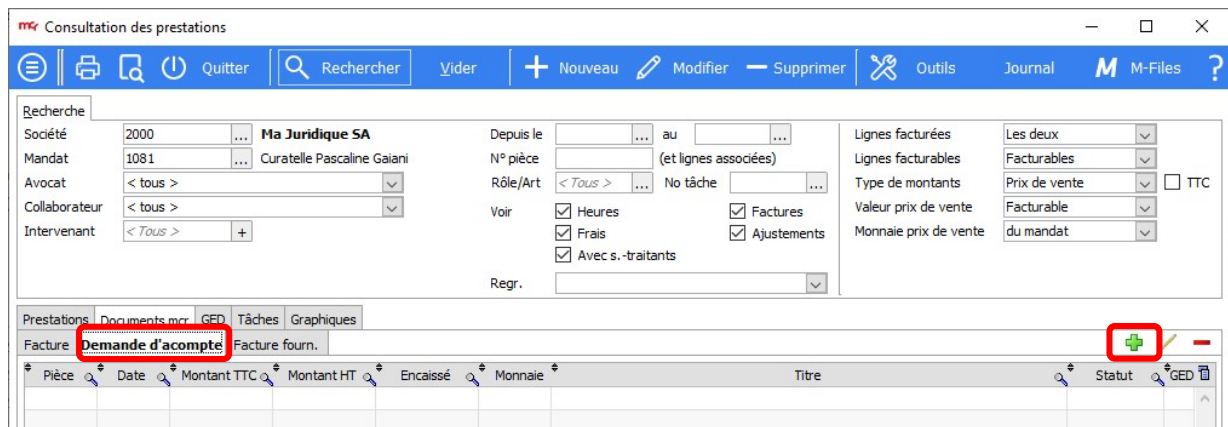 mcr Consultation des prestations
Quitter Rechercher Vider Nouveau Modifier Supprimer Outils Journal M M-Files ?
Recherche
Société 2000 ... Ma Juridique SA Depuis le ... au ... Lignes facturées Les deux
Mandat 1081 ... Curatelle Pascaline Gaiani N° pièce (et lignes associées) Lignes facturables Facturables
Avocat < tous > Rôle/Art < Tous > ... No tâche ... Type de montants Prix de vente TTC
Collaborateur < tous > Voir Heures Factures Valeur prix de vente Facturable
Intervenant < Tous > + Frais Ajustements Monnaie prix de vente du mandat
Avec s.-traitants
Regr.
Prestations Documents mcr GED Tâches Graphiques
Facture Demande d'acompte Facture fourn.
Pièce Date Montant TTC Montant HT Encaissé Monnaie Titre Statut GED